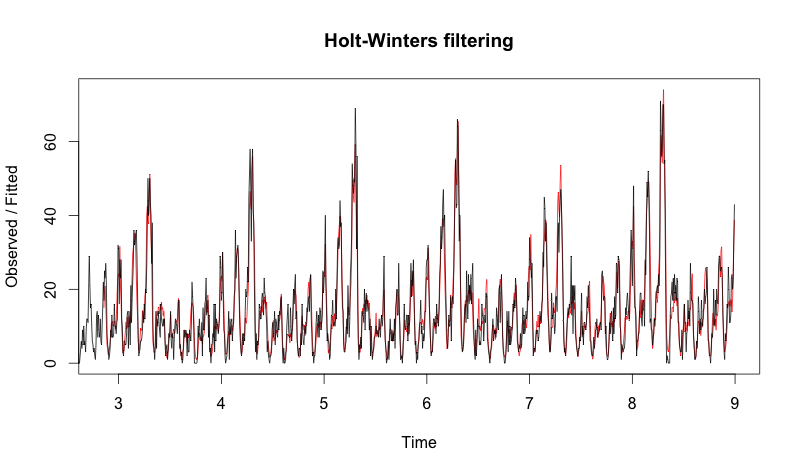 Holt-Winters filtering
Observed / Fitted
60
40
20
0
3 4 5 6 7 8 9
Time